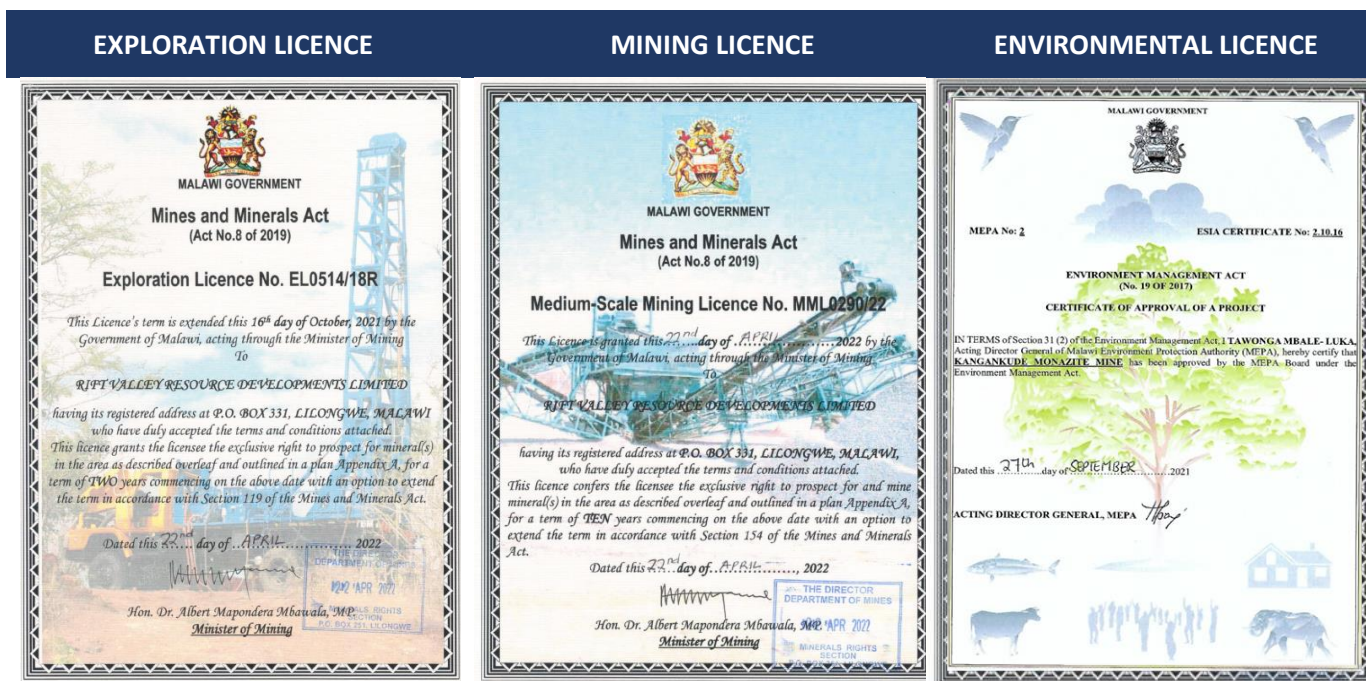 EXPLORATION LICENCE
MINING LICENCE
ENVIRONMENTAL LICENCE
MALAWI GOVERNMENT
Mines and Minerals Act
(Act No.8 of 2019)
Exploration Licence No. EL0514/18R
This Licence's term is extended this 16th day of October, 2021 by the
Government of Malawi, acting through the Minister of Mining
To
RIFT VALLEY RESOURCE DEVELOPMENTS LIMITED
having its registered address at P.O. BOX 331, LILONGWE, MALAWI
who have duly accepted the terms and conditions attached.
This licence grants the licensee the exclusive right to prospect for mineral(s)
in the area as described overleaf and outlined in a plan Appendix A, for a
term of TWO years commencing on the above date with an option to extend
the term in accordance with Section 119 of the Mines and Minerals Act.
Dated this 22nd day of APRIL 2022
THE DIRECTOR
DEPARTMENT OF MINES
APR 2022
MINERALS RIGHTS
SECTION
P.O. BOX 251, LILONGWE
Hon. Dr. Albert Mapondera Mbawala, MP.
Minister of Mining
MALAWI GOVERNMENT
Mines and Minerals Act
(Act No.8 of 2019)
Medium-Scale Mining Licence No. MML0290/22
This Licence is granted this 22nd day of APRIL 2022 by the
Government of Malawi, acting through the Minister of Mining
To
RIFT VALLEY RESOURCE DEVELOPMENTS LIMITED
having its registered address at P.O. BOX 331, LILONGWE, MALAWI,
who have duly accepted the terms and conditions attached.
This licence confers the licensee the exclusive right to prospect for and mine
mineral(s) in the area as described overleaf and outlined in a plan Appendix A,
for a term of TEN years commencing on the above date with an option to
extend the term in accordance with Section 154 of the Mines and Minerals
Act.
Dated this 22nd day of APRIL, 2022
THE DIRECTOR
DEPARTMENT OF MINES
APR 2022
MINERALS RIGHTS
SECTION
Hon. Dr. Albert Mapondera Mbawala, MP.
Minister of Mining
MALAWI GOVERNMENT
MEPA No: 2
ESIA CERTIFICATE No: 2.10.16
ENVIRONMENT MANAGEMENT ACT
(No. 19 OF 2017)
CERTIFICATE OF APPROVAL OF A PROJECT
IN TERMS of Section 31 (2) of the Environment Management Act, I TAWONGA MBALE- LUKA,
Acting Director General of Malawi Environment Protection Authority (MEPA), hereby certify that
KANGANKUDE MONAZITE MINE has been approved by the MEPA Board under the
Environment Management Act.
Dated this 27th day of SEPTEMBER 2021
ACTING DIRECTOR GENERAL, MEPA